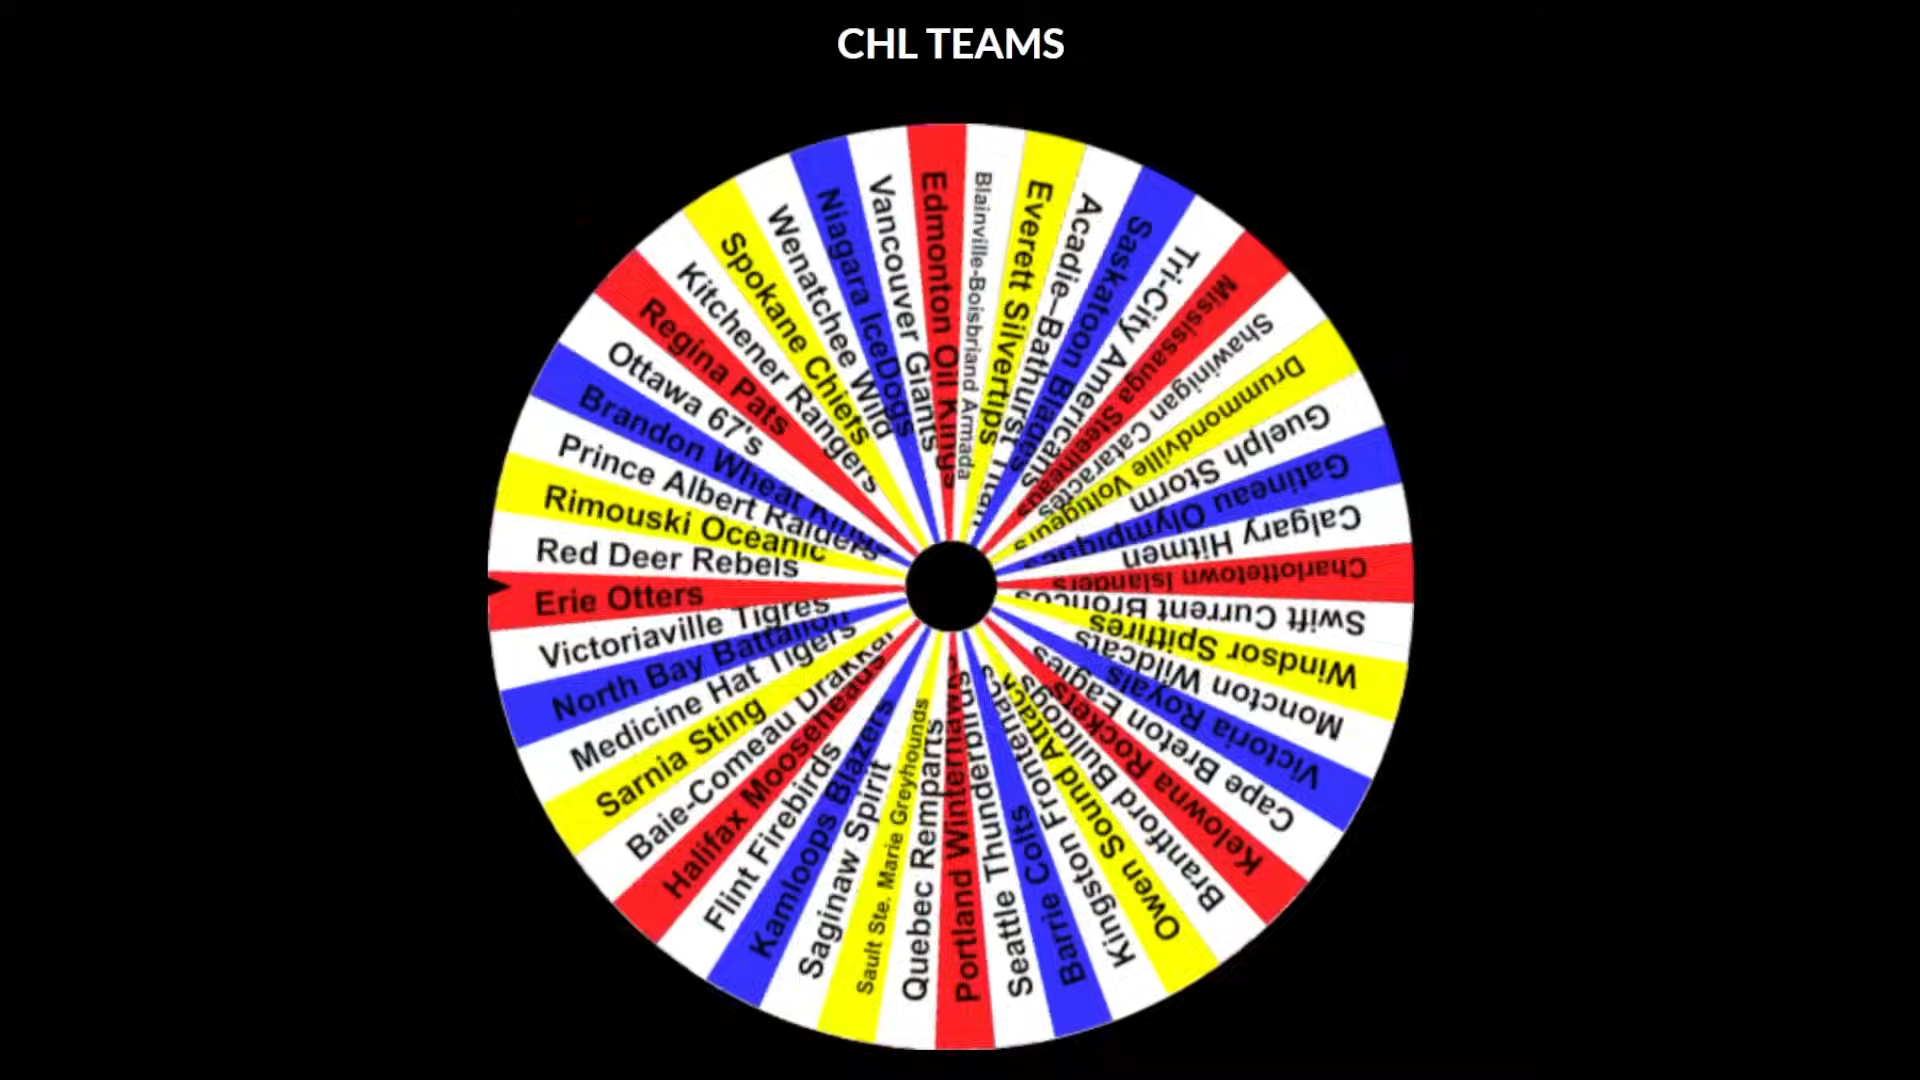 CHL TEAMS
Edmonton Oil Kings
Blainville-Boisbriand Armada
Everett Silvertips
Acadie–Bathurst Titan
Saskatoon Blades
Tri-City Americans
Mississauga Steelheads
Shawinigan Cataractes
Drummondville Voltigeurs
Guelph Storm
Gatineau Olympiques
Calgary Hitmen
Charlottetown Islanders
Swift Current Broncos
Windsor Spitfires
Moncton Wildcats
Victoria Royals
Cape Breton Eagles
Kelowna Rockets
Brantford Bulldogs
Owen Sound Attack
Kingston Frontenacs
Barrie Colts
Seattle Thunderbirds
Portland Winterhawks
Quebec Remparts
Sault Ste. Marie Greyhounds
Saginaw Spirit
Kamloops Blazers
Flint Firebirds
Halifax Mooseheads
Baie-Comeau Drakkar
Sarnia Sting
Medicine Hat Tigers
North Bay Battalion
Victoriaville Tigres
Erie Otters
Red Deer Rebels
Rimouski Océanic
Prince Albert Raiders
Brandon Wheat Kings
Ottawa 67's
Regina Pats
Kitchener Rangers
Spokane Chiefs
Wenatchee Wild
Niagara IceDogs
Vancouver Giants